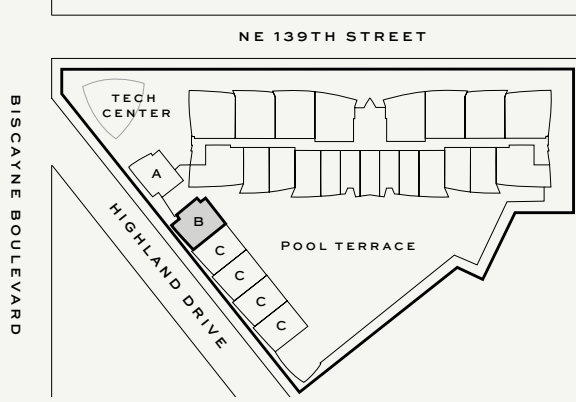 NE 139TH STREET
TECH
CENTER
BISCAYNE BOULEVARD
A
B
HIGHLAND DRIVE
C
POOL TERRACE
C
C
C